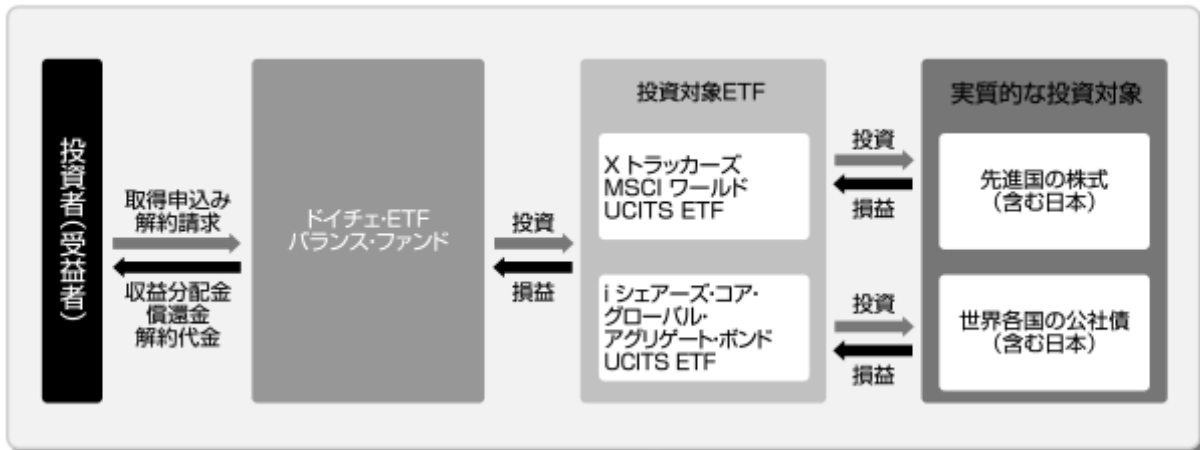 投資者(受益者)
取得申込み
解約請求
収益分配金
償還金
解約代金
ドイチェ・ETF
バランス・ファンド
投資
損益
投資対象ETF
X トラッカーズ
MSCI ワールド
UCITS ETF
i シェアーズ・コア・
グローバル・
アグリゲート・ボンド
UCITS ETF
投資
損益
投資
損益
実質的な投資対象
先進国の株式
(含む日本)
世界各国の公社債
(含む日本)